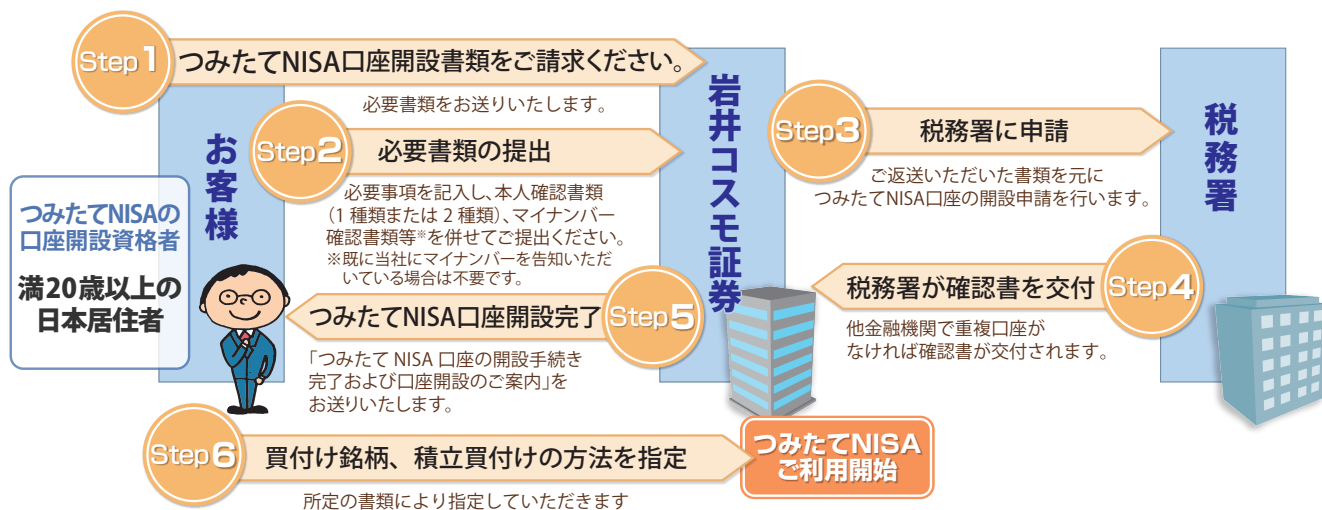 Step1
つみたてNISA口座開設書類をご請求ください。
必要書類をお送りいたします。
お客様
岩井コスモ証券
税務署
つみたてNISAの
口座開設資格者
満20歳以上の
日本居住者
Step2
必要書類の提出
必要事項を記入し、本人確認書類
（1種類または2種類）、マイナンバー
確認書類等※を併せてご提出ください。
※既に当社にマイナンバーを告知いただ
いている場合は不要です。
Step3
税務署に申請
ご返送いただいた書類を元に
つみたてNISA口座の開設申請を行います。
税務署が確認書を交付
Step4
他金融機関で重複口座が
なければ確認書が交付されます。
つみたてNISA口座開設完了
Step5
「つみたて NISA 口座の開設手続き
完了および口座開設のご案内」を
お送りいたします。
Step6
買付け銘柄、積立買付けの方法を指定
所定の書類により指定していただきます
つみたてNISA
ご利用開始